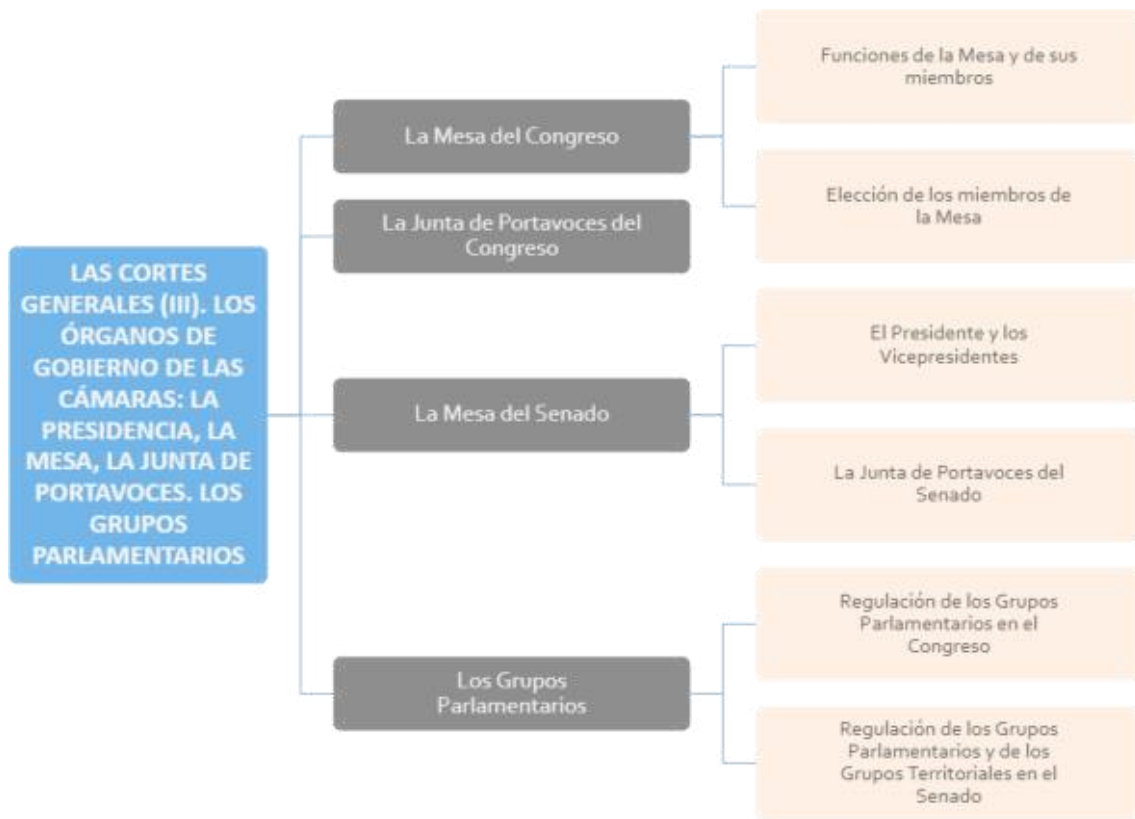 LAS CORTES
GENERALES (III). LOS
ÓRGANOS DE
GOBIERNO DE LAS
CÁMARAS: LA
PRESIDENCIA, LA
MESA, LA JUNTA DE
PORTAVOCES. LOS
GRUPOS
PARLAMENTARIOS
La Mesa del Congreso
Funciones de la Mesa y de sus
miembros
Elección de los miembros de
la Mesa
La Junta de Portavoces del
Congreso
La Mesa del Senado
El Presidente y los
Vicepresidentes
La Junta de Portavoces del
Senado
Los Grupos
Parlamentarios
Regulación de los Grupos
Parlamentarios en el
Congreso
Regulación de los Grupos
Parlamentarios y de los
Grupos Territoriales en el
Senado